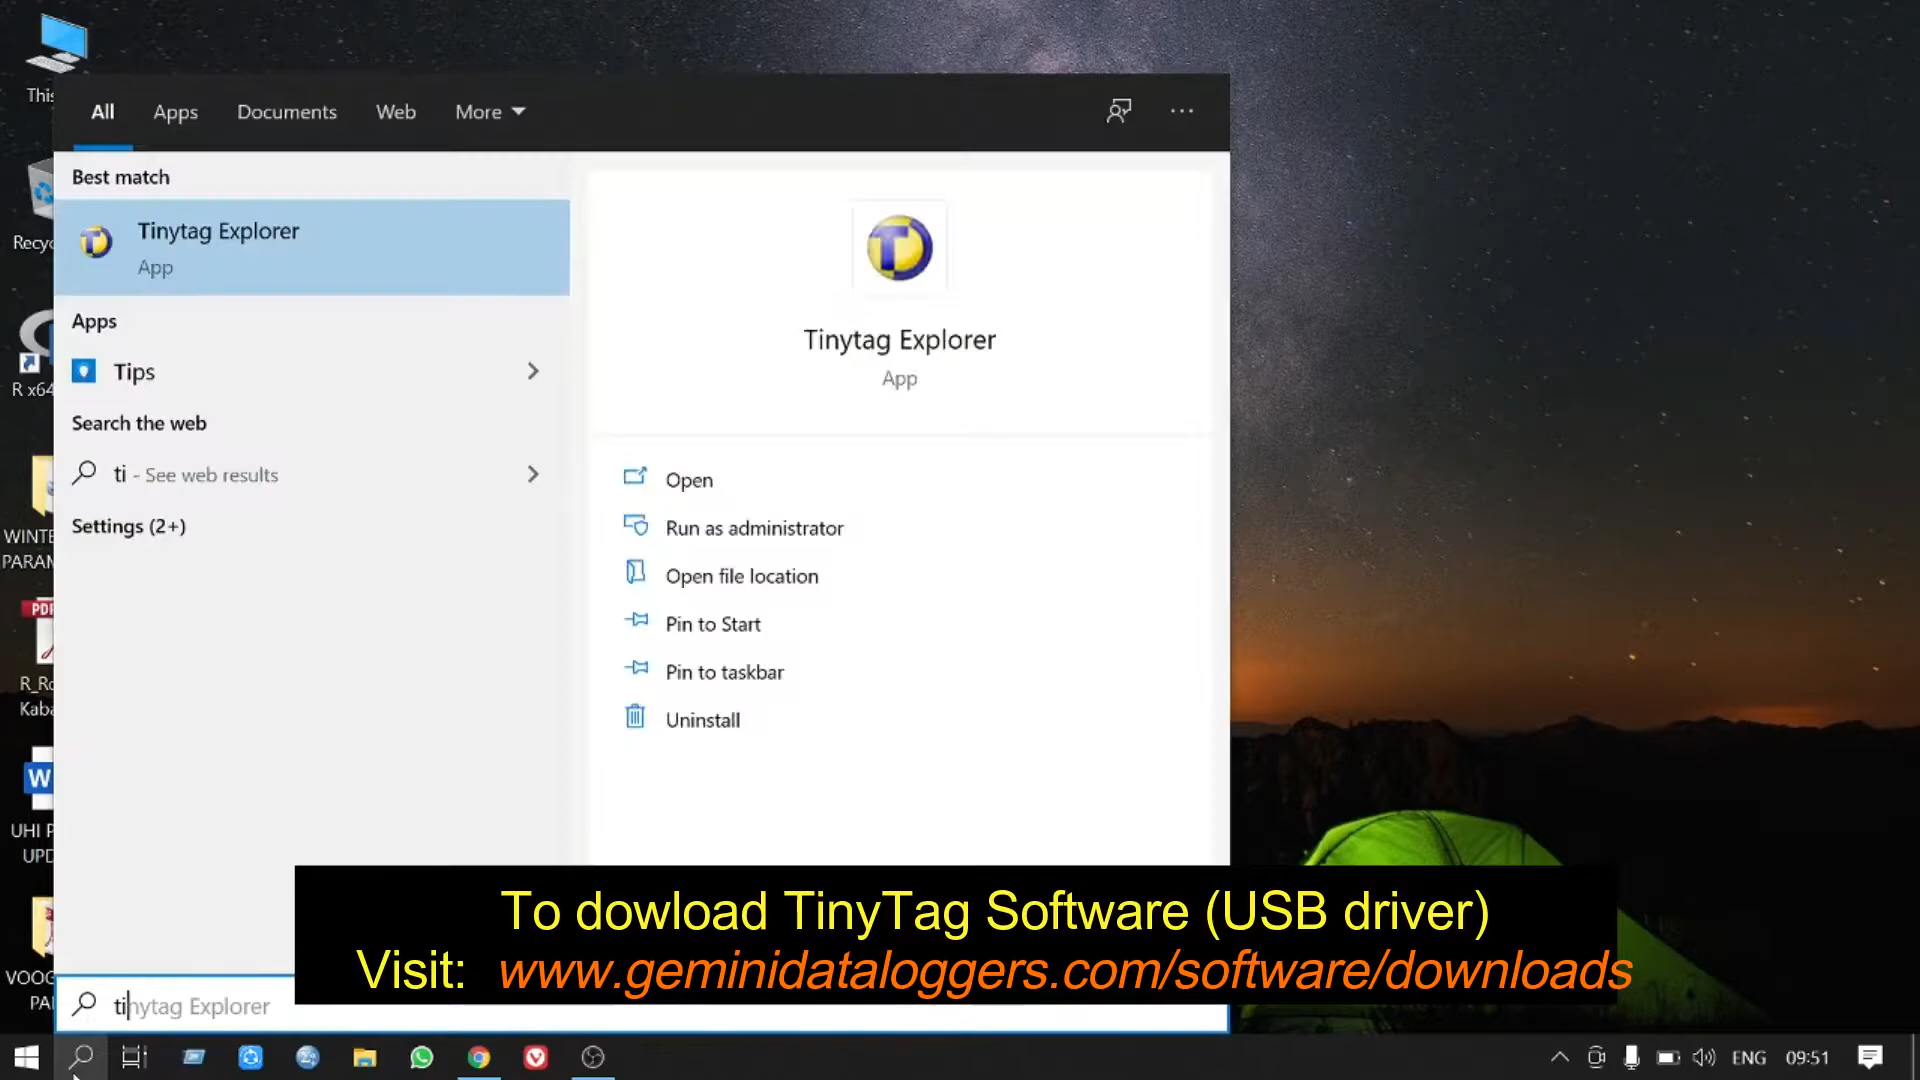 This
Recyc
R x64
WINTE
PARAM
PDF
R_Ro
Kaba
W
UHI P
UPD
VOOG
PA
All
Apps
Documents
Web
More
Best match
Tinytag Explorer
App
Apps
Tips
Search the web
ti - See web results
Settings (2+)
Tinytag Explorer
App
Open
Run as administrator
Open file location
Pin to Start
Pin to taskbar
Uninstall
To dowload TinyTag Software (USB driver)
Visit: www.geminidataloggers.com/software/downloads
tinytag Explorer
ENG
09:51